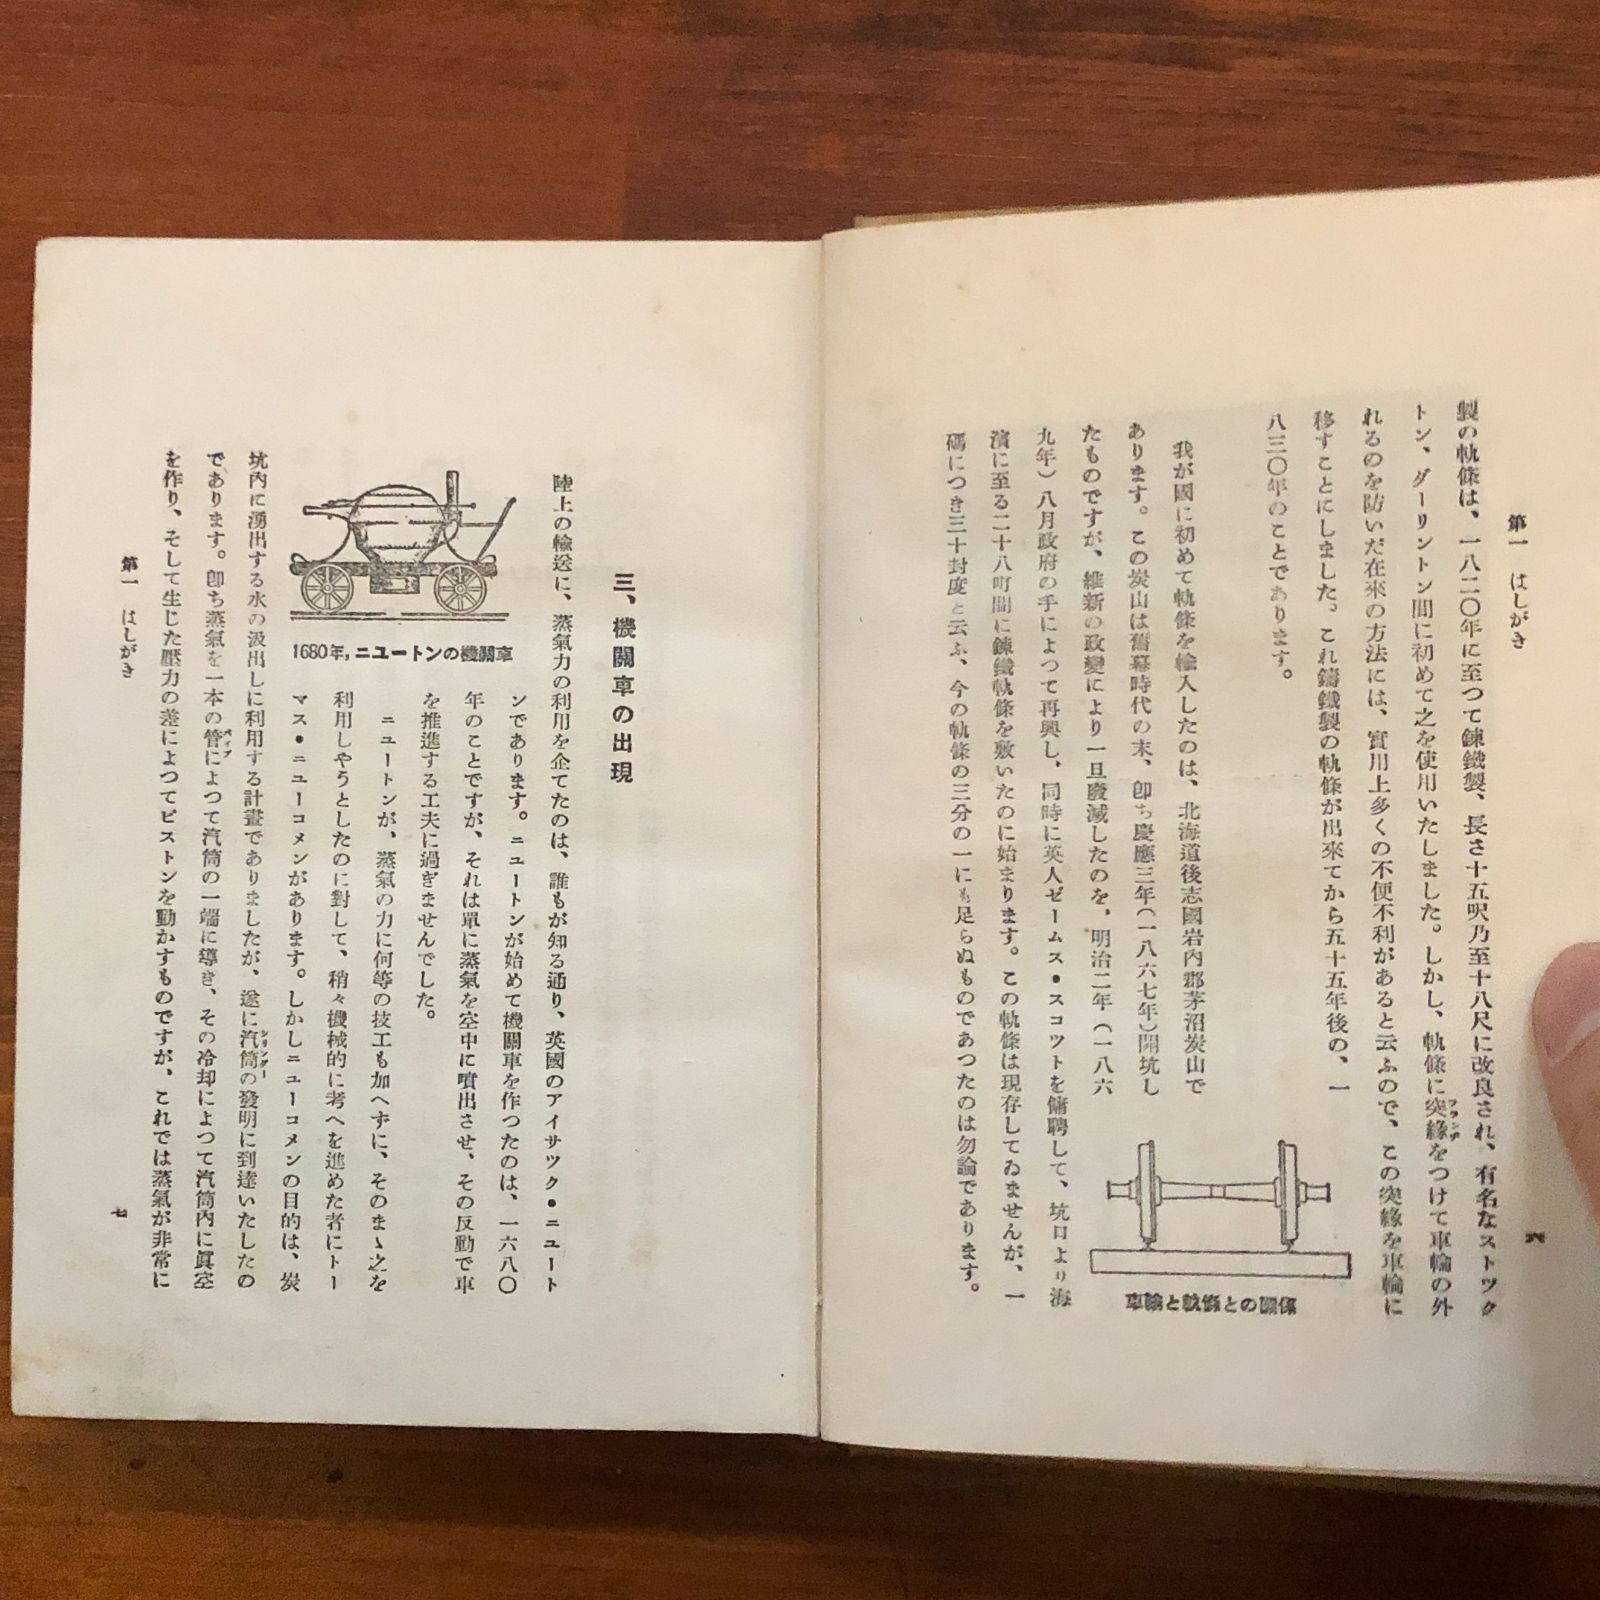 第一　はしがき
六
製の軌條は、一八二〇年に至つて鍊鐵製、長さ十五呎乃至十八尺に改良され、有名なストツク
トン、ダーリントン間に初めて之を使用いたしました。しかし、軌條に突緣をつけて車輪の外
フランヂ
れるのを防いだ在來の方法には、實用上多くの不便不利があると云ふので、この突緣を車輪に
移すことにしました。これ鑄鐵製の軌條が出來てから五十五年後の、一
八三〇年のことであります。
我が國に初めて軌條を輸入したのは、北海道後志國岩內郡茅沼炭山で
あります。この炭山は舊幕時代の末、卽ち慶應三年(一八六七年)開坑し
たものですが、維新の政變により一旦廢滅したのを、明治二年（一八六
九年）八月政府の手によつて再興し、同時に英人ゼームス・スコツトを傭聘して、坑口より海
濱に至る二十八町間に鍊鐵軌條を敷いたのに始まります。この軌條は現存してゐませんが、一
碼につき三十封度と云ふ、今の軌條の三分の一にも足らぬものであつたのは勿論であります。
車輪と軌條との關係
三、機關車の出現
陸上の輸送に、蒸氣力の利用を企てたのは、誰もが知る通り、英國のアイサツク・ニユート
ンであります。ニユートンが始めて機關車を作つたのは、一六八〇
年のことですが、それは單に蒸氣を空中に噴出させ、その反動で車
を推進する工夫に過ぎませんでした。
ニユートンが、蒸氣の力に何等の技工も加へずに、そのまゝ之を
利用しやうとしたのに對して、稍々機械的に考へを進めた者にトー
マス・ニユーコメンがあります。しかしニユーコメンの目的は、炭
1680年，ニユートンの機關車
坑內に湧出する水の汲出しに利用する計畫でありましたが、遂に汽筒の發明に到達いたしたの
シリンダー
であります。卽ち蒸氣を一本の管によつて汽筒の一端に導き、その冷却によつて汽筒內に眞空
パイプ
を作り、そして生じた壓力の差によつてピストンを動かすものですが、これでは蒸氣が非常に
第一　はしがき
七